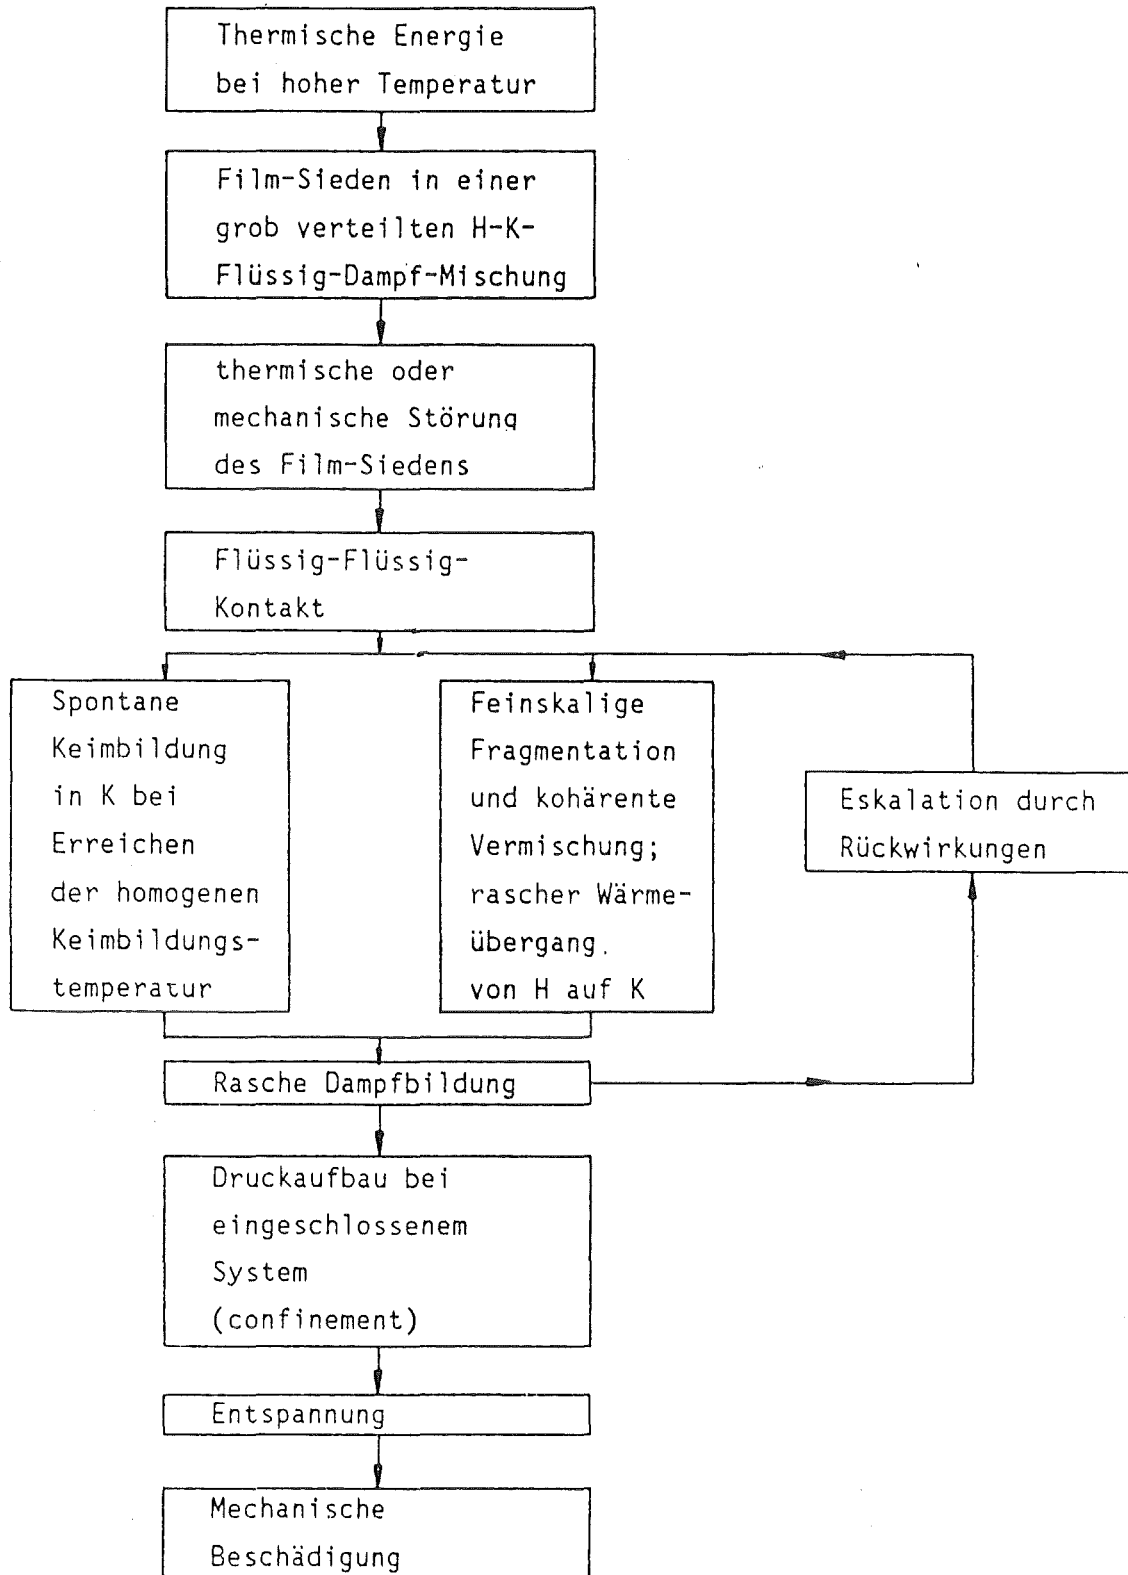 Thermische Energie
bei hoher Temperatur
Film-Sieden in einer
grob verteilten H-K-
Flüssig-Dampf-Mischung
thermische oder
mechanische Störung
des Film-Siedens
Flüssig-Flüssig-
Kontakt
Spontane
Keimbildung
in K bei
Erreichen
der homogenen
Keimbildungs-
temperatur
Feinskalige
Fragmentation
und kohärente
Vermischung;
rascher Wärme-
übergang.
von H auf K
Eskalation durch
Rückwirkungen
Rasche Dampfbildung
Druckaufbau bei
eingeschlossenem
System
(confinement)
Entspannung
Mechanische
Beschädigung